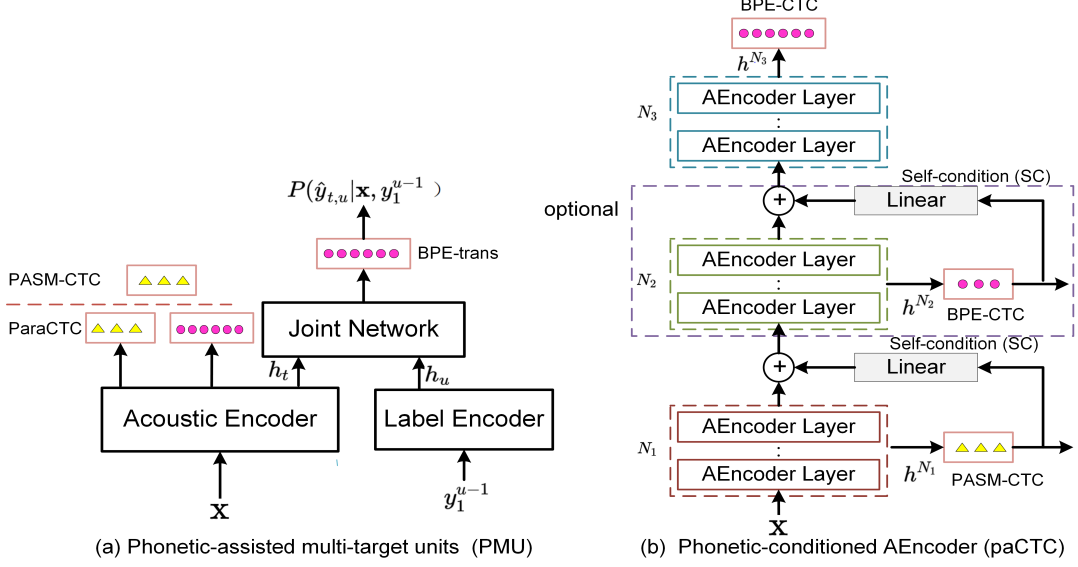 P(ŷ_{t,u}|x, y_1^{u-1})
BPE-trans
PASM-CTC
ParaCTC
Joint Network
h_t
h_u
Acoustic Encoder
Label Encoder
x
y_1^{u-1}
(a) Phonetic-assisted multi-target units (PMU)
BPE-CTC
h^{N_3}
N_3
AEncoder Layer
⋮
AEncoder Layer
Self-condition (SC)
optional
+
Linear
N_2
AEncoder Layer
⋮
AEncoder Layer
h^{N_2}
BPE-CTC
Self-condition (SC)
+
Linear
N_1
AEncoder Layer
⋮
AEncoder Layer
h^{N_1}
PASM-CTC
x
(b) Phonetic-conditioned AEncoder (paCTC)